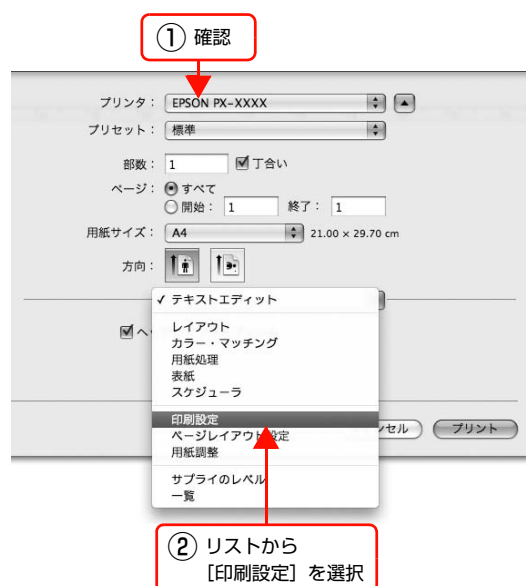 ① 確認
プリンタ： EPSON PX-XXXX
プリセット： 標準
部数： 1 丁合い
ページ： すべて
開始： 1 終了： 1
用紙サイズ： A4 21.00 × 29.70 cm
方向：
✓ テキストエディット
レイアウト
カラー・マッチング
用紙処理
表紙
スケジューラ
ヘ
印刷設定
ページレイアウト設定
用紙調整
ンセル プリント
サプライのレベル
一覧
② リストから
［印刷設定］を選択